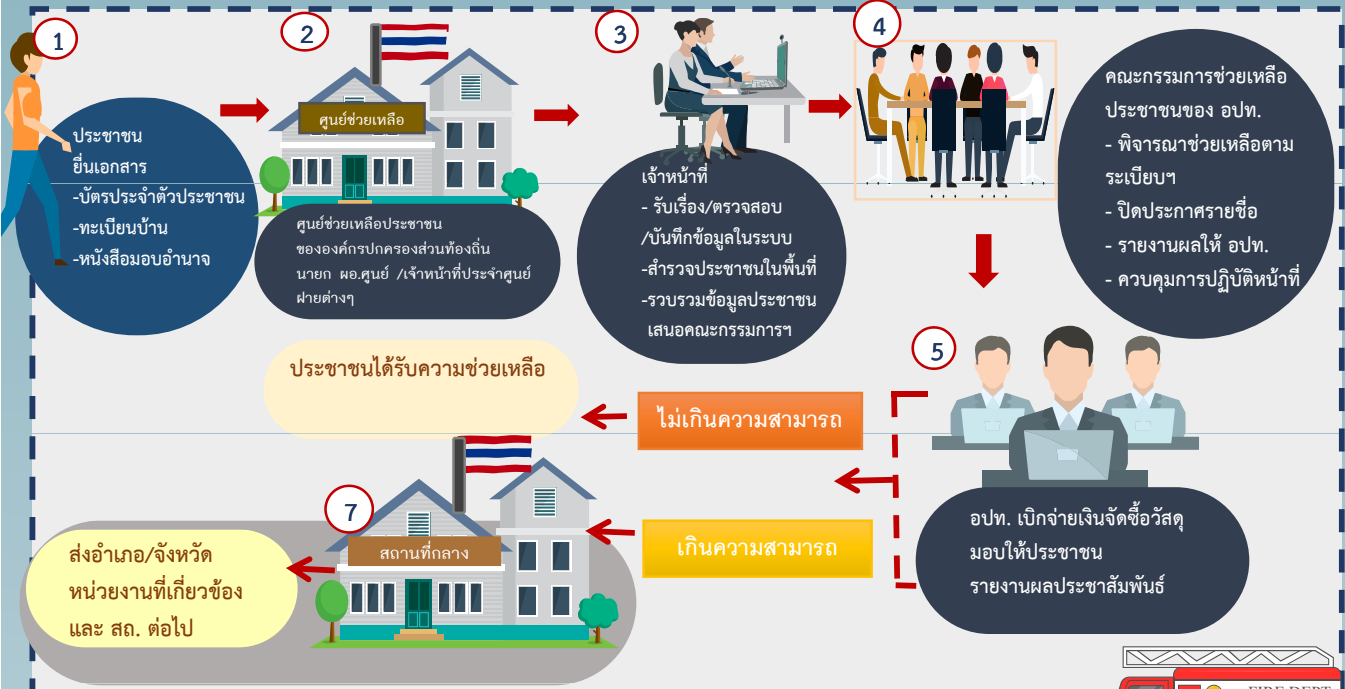 1
ประชาชน
ยื่นเอกสาร
-บัตรประจำตัวประชาชน
-ทะเบียนบ้าน
-หนังสือมอบอำนาจ
2
ศูนย์ช่วยเหลือ
ศูนย์ช่วยเหลือประชาชน
ขององค์กรปกครองส่วนท้องถิ่น
นายก ผอ.ศูนย์ /เจ้าหน้าที่ประจำศูนย์
ฝ่ายต่างๆ
3
เจ้าหน้าที่
- รับเรื่อง/ตรวจสอบ
/บันทึกข้อมูลในระบบ
-สำรวจประชาชนในพื้นที่
-รวบรวมข้อมูลประชาชน
เสนอคณะกรรมการฯ
4
คณะกรรมการช่วยเหลือ
ประชาชนของ อปท.
- พิจารณาช่วยเหลือตาม
ระเบียบฯ
- ปิดประกาศรายชื่อ
- รายงานผลให้ อปท.
- ควบคุมการปฏิบัติหน้าที่
5
อปท. เบิกจ่ายเงินจัดซื้อวัสดุ
มอบให้ประชาชน
รายงานผลประชาสัมพันธ์
ไม่เกินความสามารถ
ประชาชนได้รับความช่วยเหลือ
เกินความสามารถ
7
สถานที่กลาง
ส่งอำเภอ/จังหวัด
หน่วยงานที่เกี่ยวข้อง
และ สถ. ต่อไป
FIRE DEPT